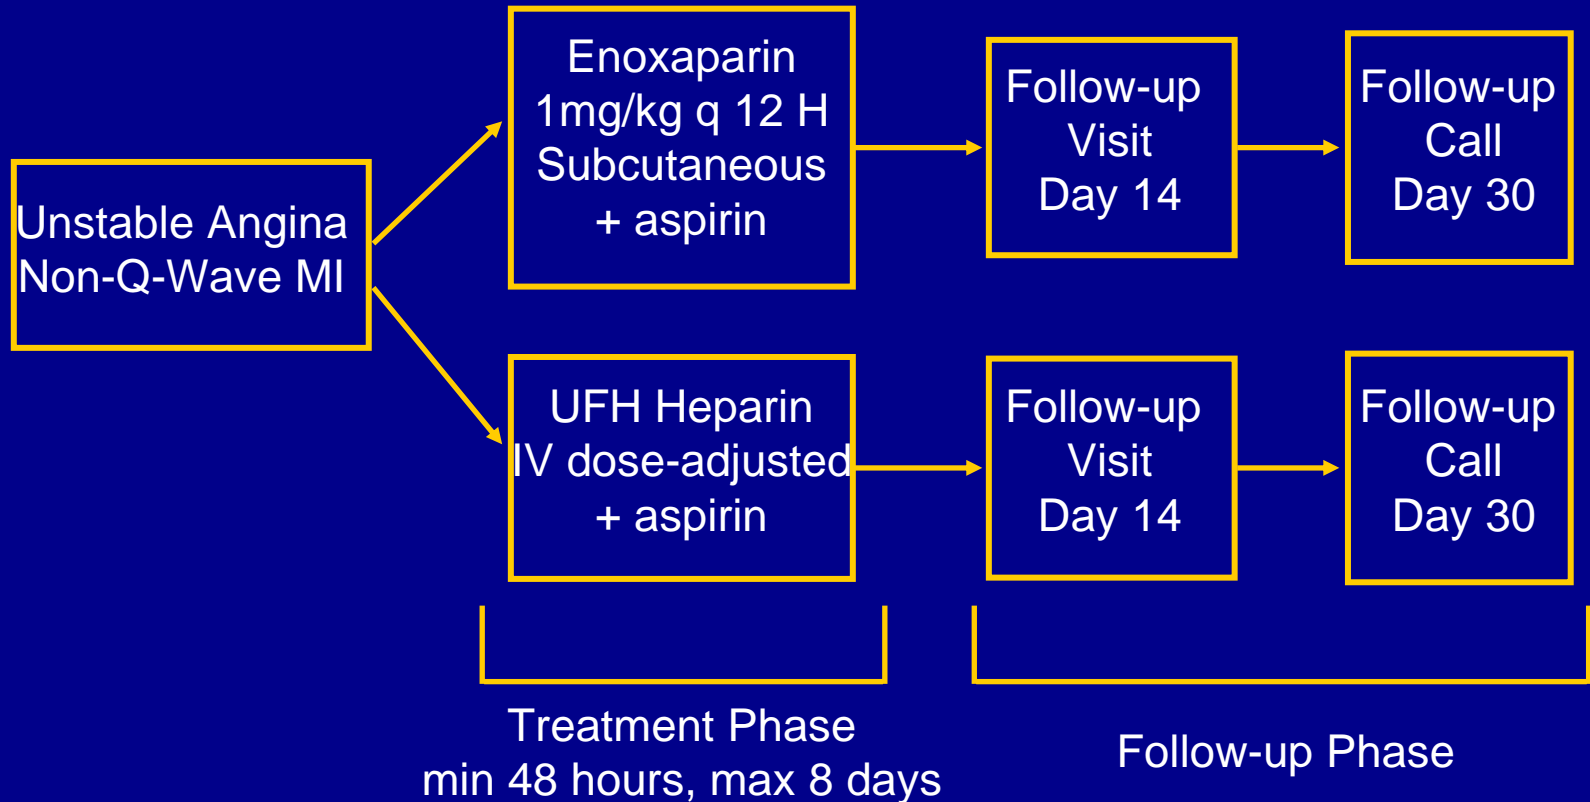 Unstable Angina
Non-Q-Wave MI
Enoxaparin
1mg/kg q 12 H
Subcutaneous
+ aspirin
Follow-up
Visit
Day 14
Follow-up
Call
Day 30
UFH Heparin
IV dose-adjusted
+ aspirin
Follow-up
Visit
Day 14
Follow-up
Call
Day 30
Treatment Phase
min 48 hours, max 8 days
Follow-up Phase